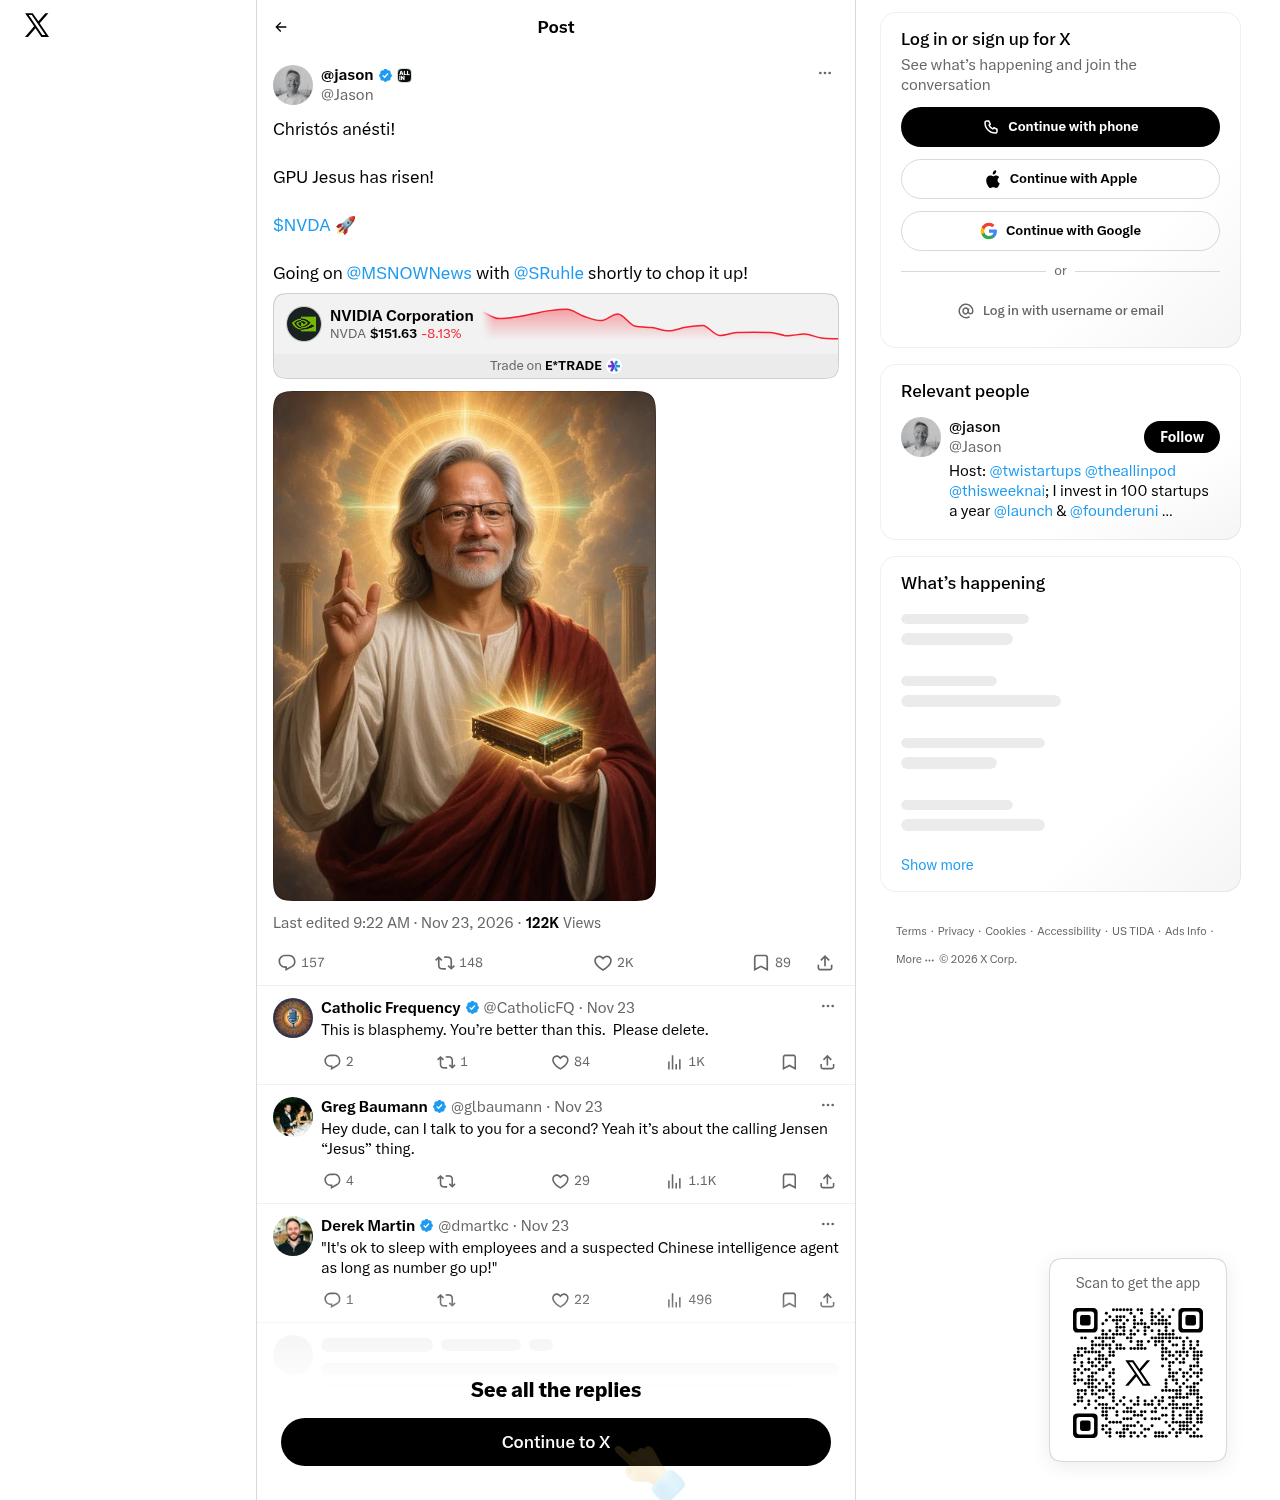 Post
@jason
ALL IN
@Jason
Christós anésti!
GPU Jesus has risen!
$NVDA 🚀
Going on @MSNOWNews with @SRuhle shortly to chop it up!
NVIDIA Corporation
NVDA $151.63 -8.13%
Trade on E*TRADE
Last edited 9:22 AM · Nov 23, 2026 · 122K Views
157 148 2K 89
Catholic Frequency @CatholicFQ · Nov 23
This is blasphemy. You’re better than this.  Please delete.
2 1 84 1K
Greg Baumann @glbaumann · Nov 23
Hey dude, can I talk to you for a second? Yeah it’s about the calling Jensen
“Jesus” thing.
4 29 1.1K
Derek Martin @dmartkc · Nov 23
"It's ok to sleep with employees and a suspected Chinese intelligence agent
as long as number go up!"
1 22 496
See all the replies
Continue to X
Log in or sign up for X
See what’s happening and join the
conversation
Continue with phone
Continue with Apple
Continue with Google
or
Log in with username or email
Relevant people
@jason
@Jason
Follow
Host: @twistartups @theallinpod
@thisweeknai; I invest in 100 startups
a year @launch & @founderuni ...
What’s happening
Show more
Terms · Privacy · Cookies · Accessibility · US TIDA · Ads Info ·
More ··· © 2026 X Corp.
Scan to get the app